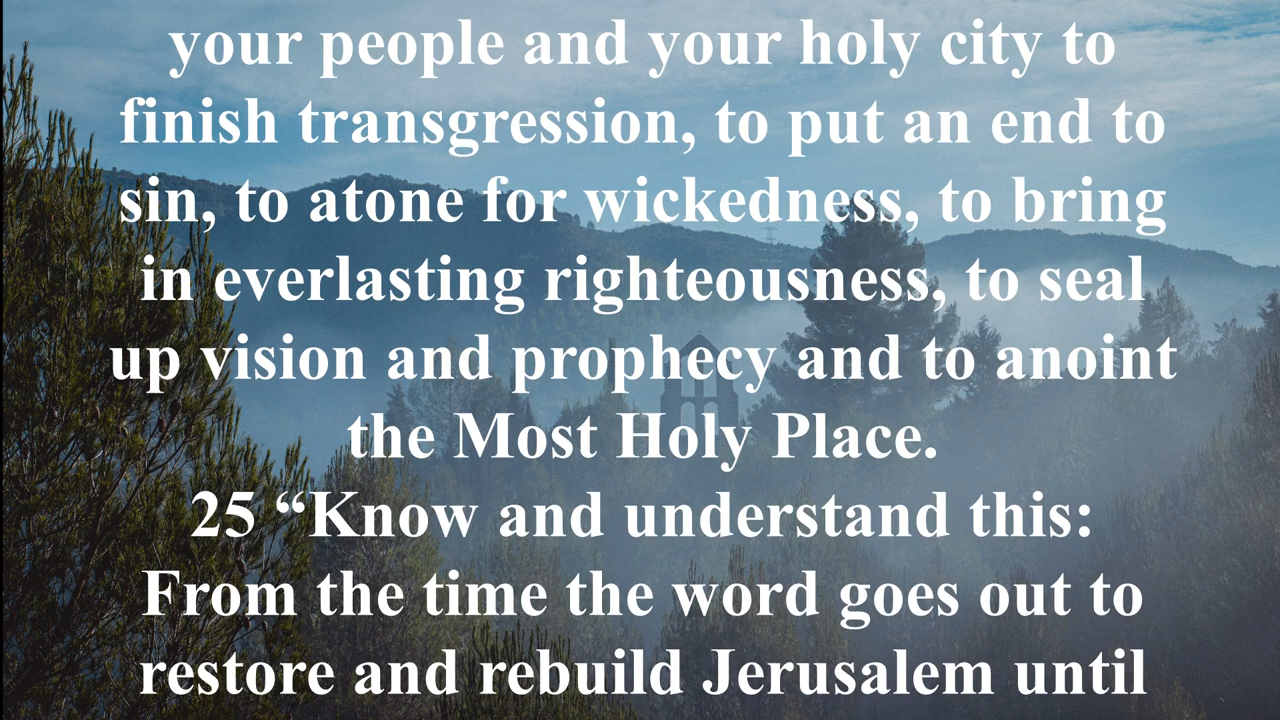 your people and your holy city to
finish transgression, to put an end to
sin, to atone for wickedness, to bring
in everlasting righteousness, to seal
up vision and prophecy and to anoint
the Most Holy Place.
25 “Know and understand this:
From the time the word goes out to
restore and rebuild Jerusalem until